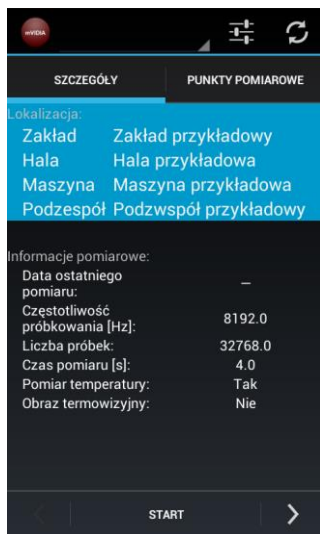 mVIDIA
SZCZEGÓŁY PUNKTY POMIAROWE
Lokalizacja:
Zakład Zakład przykładowy
Hala Hala przykładowa
Maszyna Maszyna przykładowa
Podzespół Podzwspół przykładowy
Informacje pomiarowe:
Data ostatniego
pomiaru: –
Częstotliwość
próbkowania [Hz]: 8192.0
Liczba próbek: 32768.0
Czas pomiaru [s]: 4.0
Pomiar temperatury: Tak
Obraz termowizyjny: Nie
START